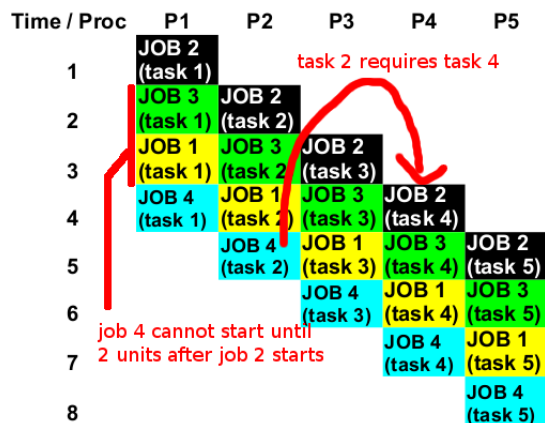 Time / Proc P1 P2 P3 P4 P5
task 2 requires task 4
1 JOB 2
(task 1)
2 JOB 3 JOB 2
(task 1) (task 2)
3 JOB 1 JOB 3 JOB 2
(task 1) (task 2 (task 3)
4 JOB 4 JOB 1 JOB 3 JOB 2
(task 1) (task 2) (task 3) (task 4)
5 JOB 4 JOB 1 JOB 3 JOB 2
(task 2) (task 3) (task 4) (task 5)
6 JOB 4 JOB 1 JOB 3
(task 3) (task 4) (task 5)
job 4 cannot start until
2 units after job 2 starts
7 JOB 4 JOB 1
(task 4) (task 5)
8 JOB 4
(task 5)